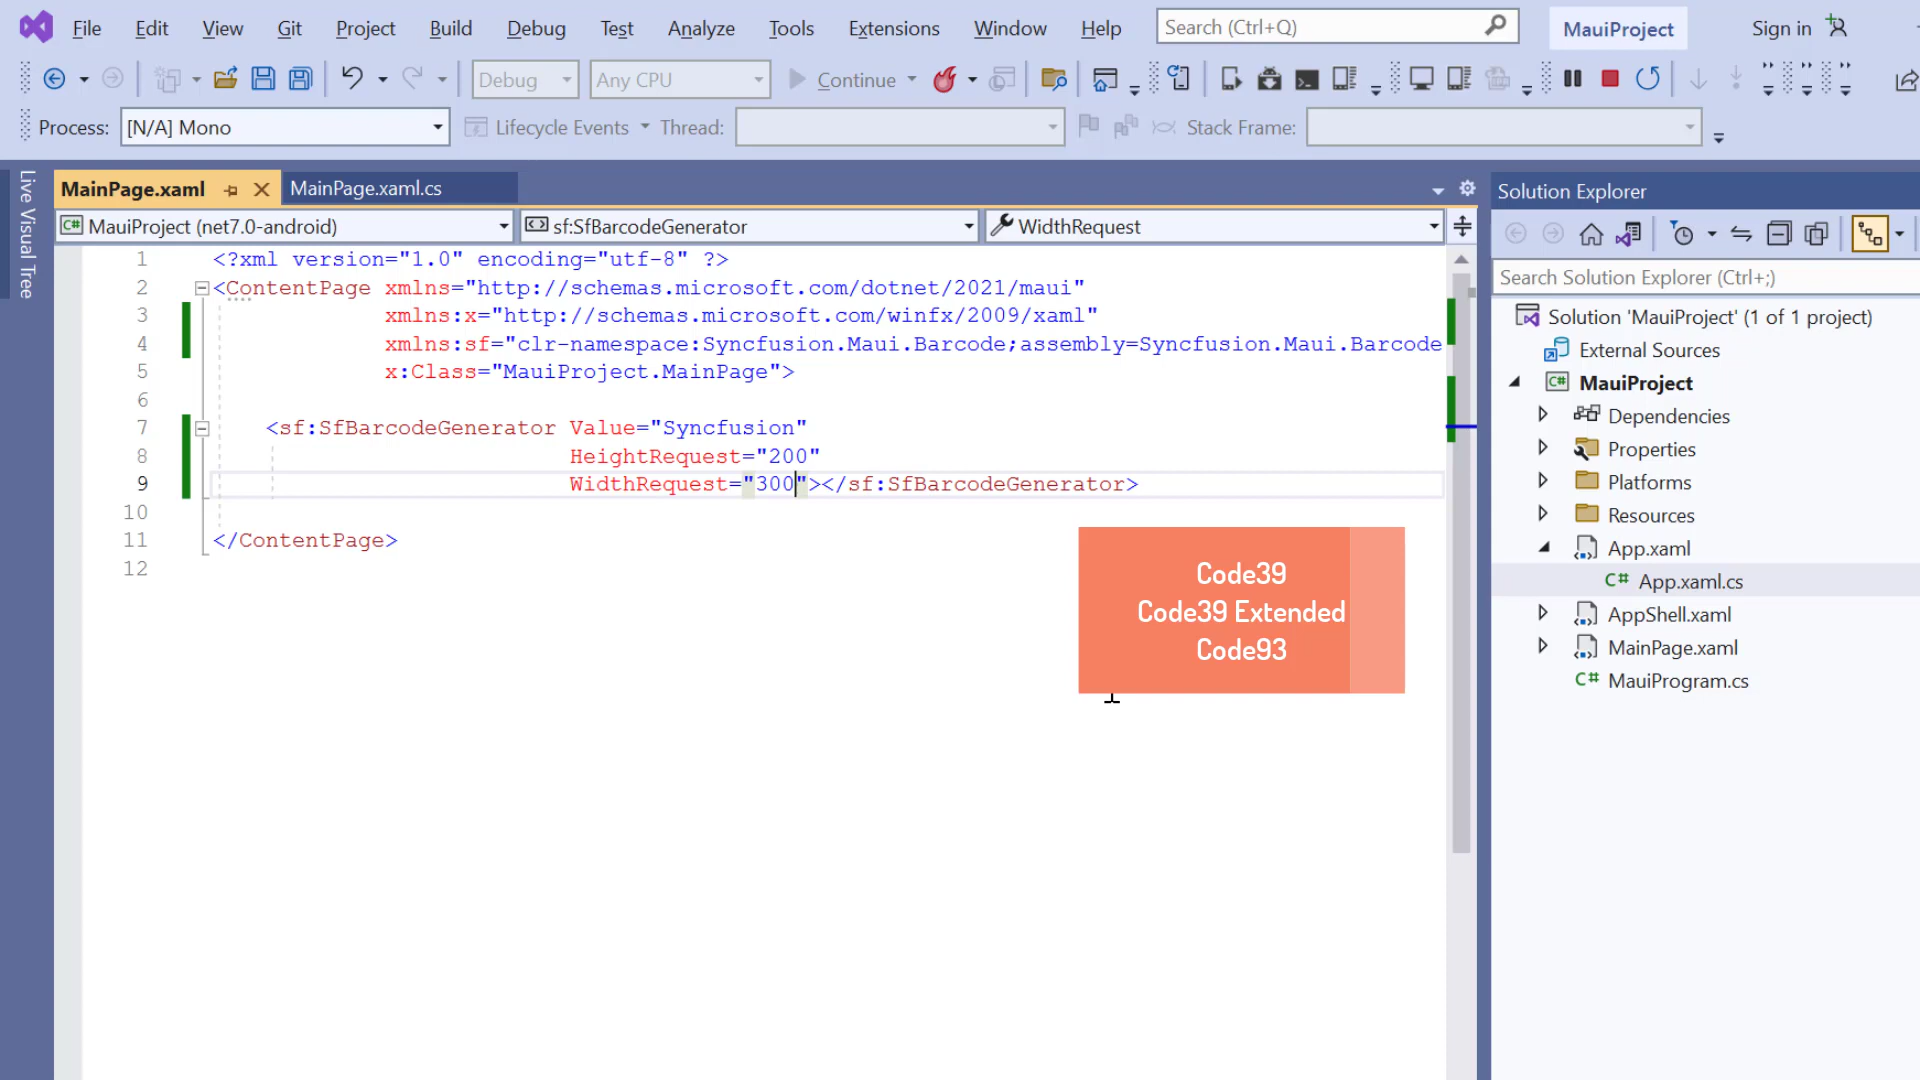 File Edit View Git Project Build Debug Test Analyze Tools Extensions Window Help Search (Ctrl+Q) MauiProject Sign in
Debug Any CPU Continue
Process: [N/A] Mono Lifecycle Events Thread: Stack Frame:
Live Visual Tree
MainPage.xaml MainPage.xaml.cs
MauiProject (net7.0-android) sf:SfBarcodeGenerator WidthRequest
1 <?xml version="1.0" encoding="utf-8" ?>
2 <ContentPage xmlns="http://schemas.microsoft.com/dotnet/2021/maui"
3 xmlns:x="http://schemas.microsoft.com/winfx/2009/xaml"
4 xmlns:sf="clr-namespace:Syncfusion.Maui.Barcode;assembly=Syncfusion.Maui.Barcode
5 x:Class="MauiProject.MainPage">
6
7 <sf:SfBarcodeGenerator Value="Syncfusion"
8 HeightRequest="200"
9 WidthRequest="300"></sf:SfBarcodeGenerator>
10
11 </ContentPage>
12
Code39
Code39 Extended
Code93
Solution Explorer
Search Solution Explorer (Ctrl+;)
Solution 'MauiProject' (1 of 1 project)
External Sources
C# MauiProject
Dependencies
Properties
Platforms
Resources
App.xaml
C# App.xaml.cs
AppShell.xaml
MainPage.xaml
C# MauiProgram.cs